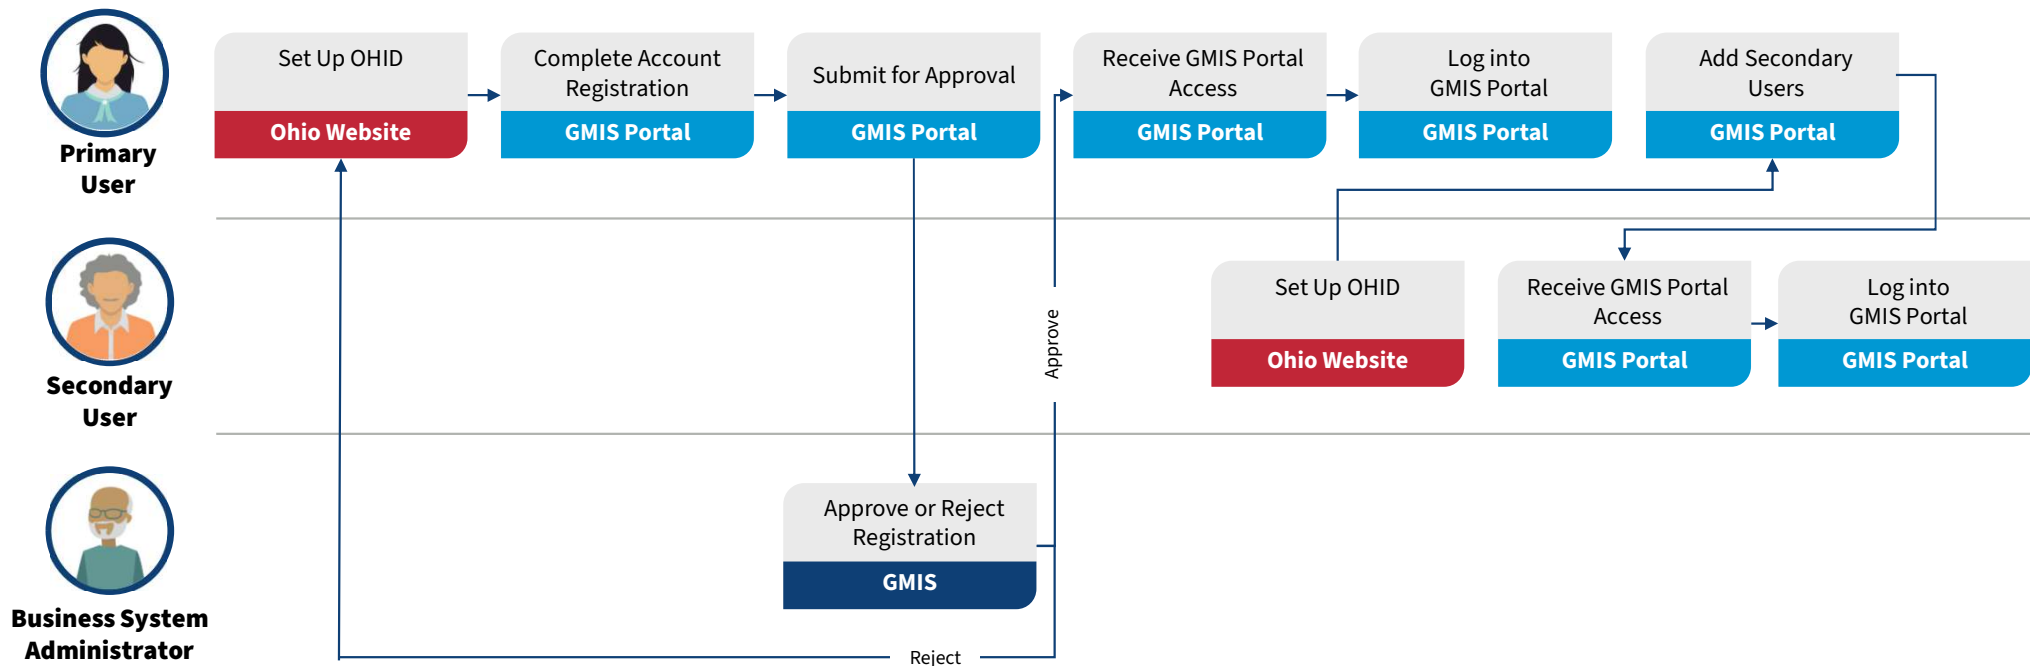 Primary
User
Set Up OHID
Ohio Website
Complete Account
Registration
GMIS Portal
Submit for Approval
GMIS Portal
Receive GMIS Portal
Access
GMIS Portal
Log into
GMIS Portal
GMIS Portal
Add Secondary
Users
GMIS Portal
Secondary
User
Approve
Set Up OHID
Ohio Website
Receive GMIS Portal
Access
GMIS Portal
Log into
GMIS Portal
GMIS Portal
Business System
Administrator
Approve or Reject
Registration
GMIS
Reject